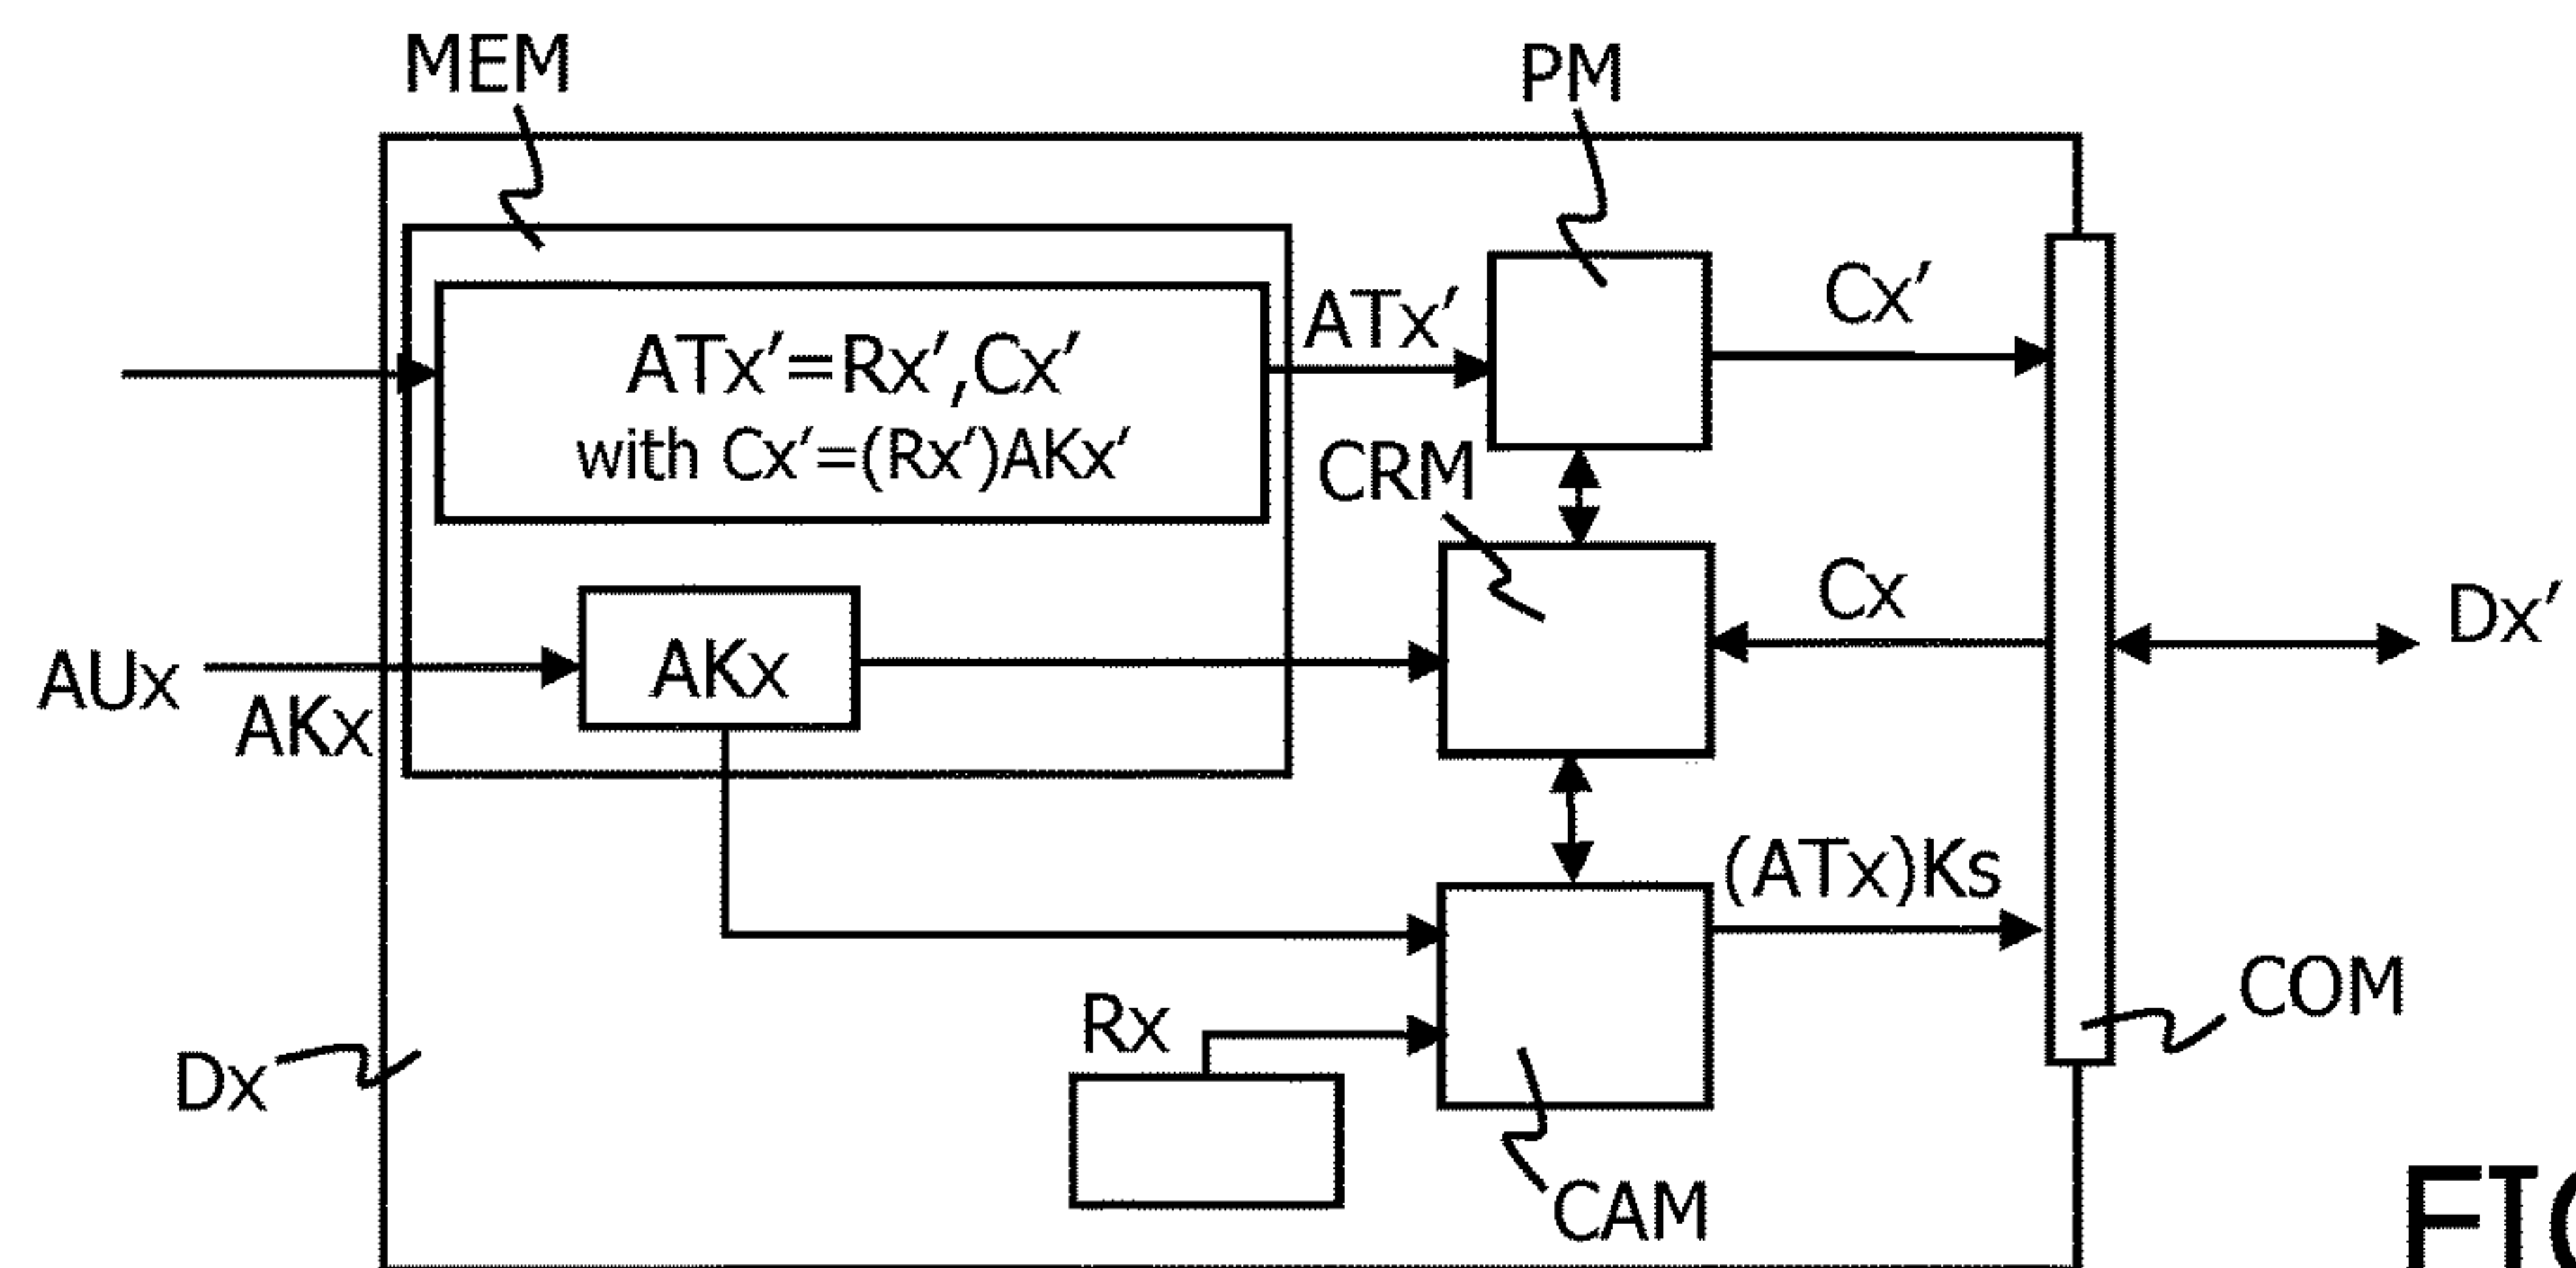 MEM
PM
ATx'=Rx',Cx'
with Cx'=(Rx')AKx'
ATx'
Cx'
CRM
Cx
Dx'
AUx
AKx
AKx
(ATx)Ks
COM
Rx
Dx
CAM